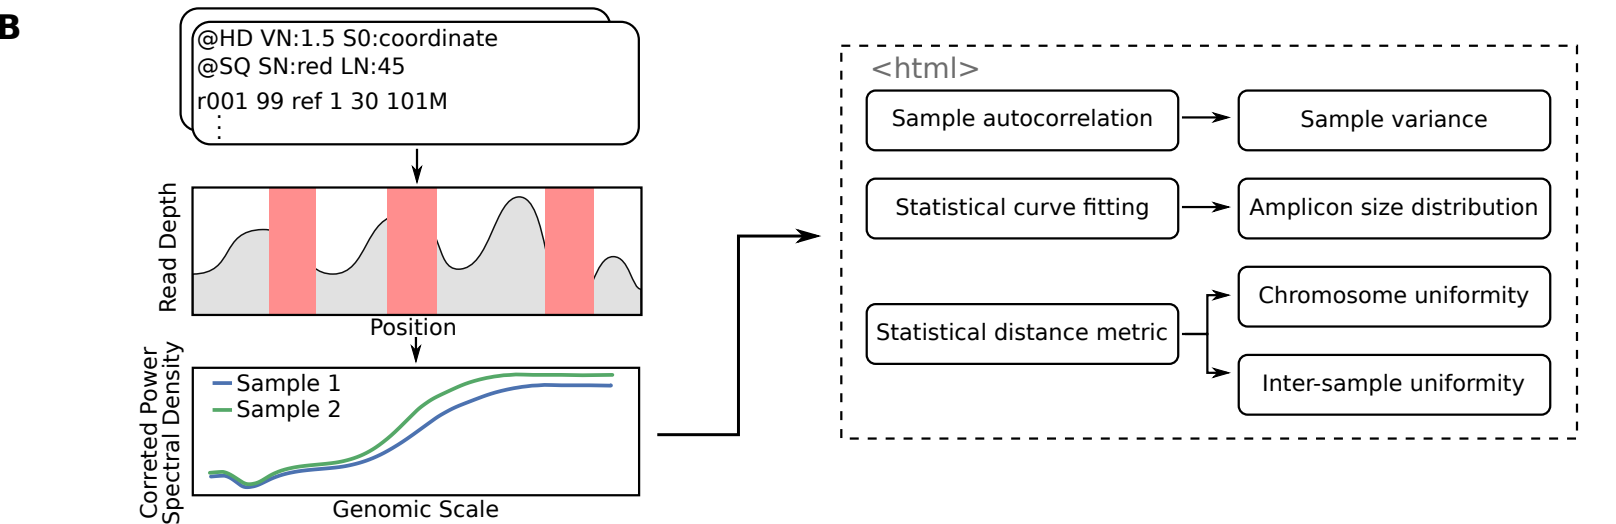 B
@HD VN:1.5 S0:coordinate
@SQ SN:red LN:45
r001 99 ref 1 30 101M
⋮
Read Depth
Position
Correted Power
Spectral Density
Sample 1
Sample 2
Genomic Scale
<html>
Sample autocorrelation
Sample variance
Statistical curve fitting
Amplicon size distribution
Statistical distance metric
Chromosome uniformity
Inter-sample uniformity